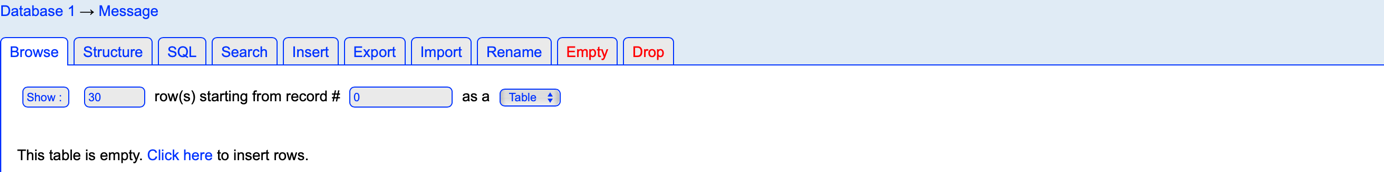 Database 1 → Message
Browse Structure SQL Search Insert Export Import Rename Empty Drop
Show : 30 row(s) starting from record # 0 as a Table
This table is empty. Click here to insert rows.